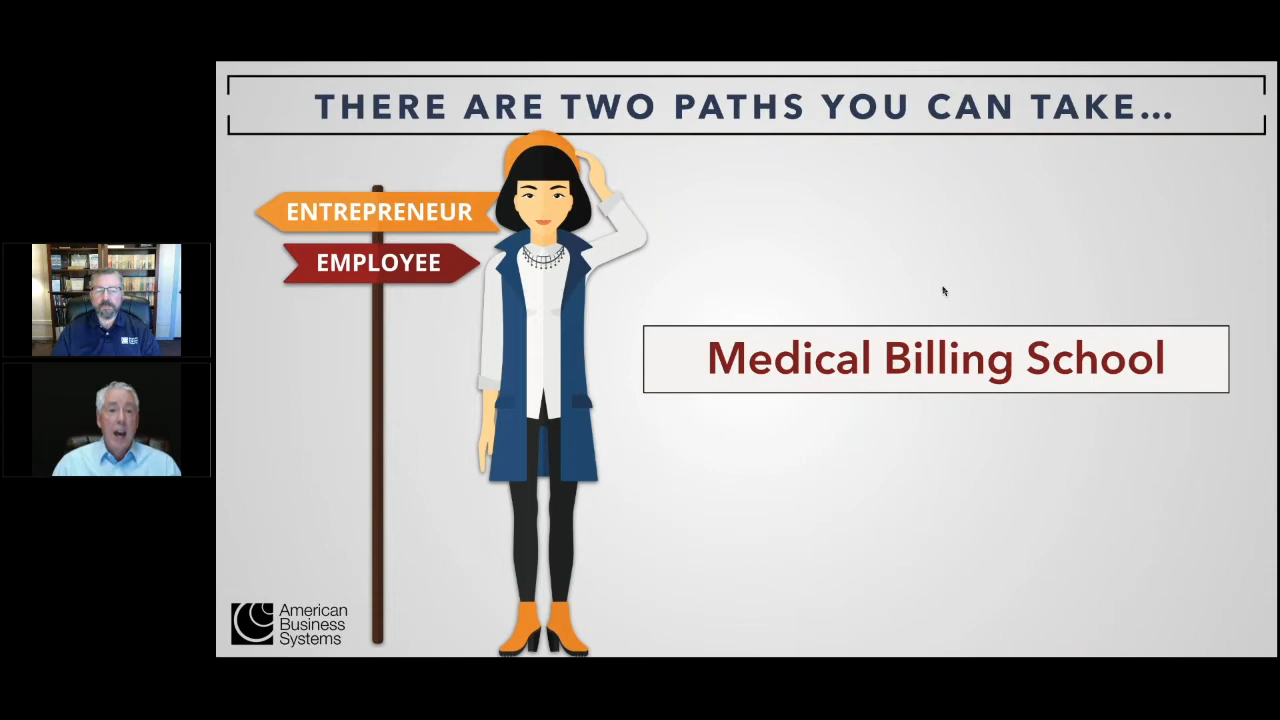 THERE ARE TWO PATHS YOU CAN TAKE...
ENTREPRENEUR
EMPLOYEE
Medical Billing School
American
Business
Systems